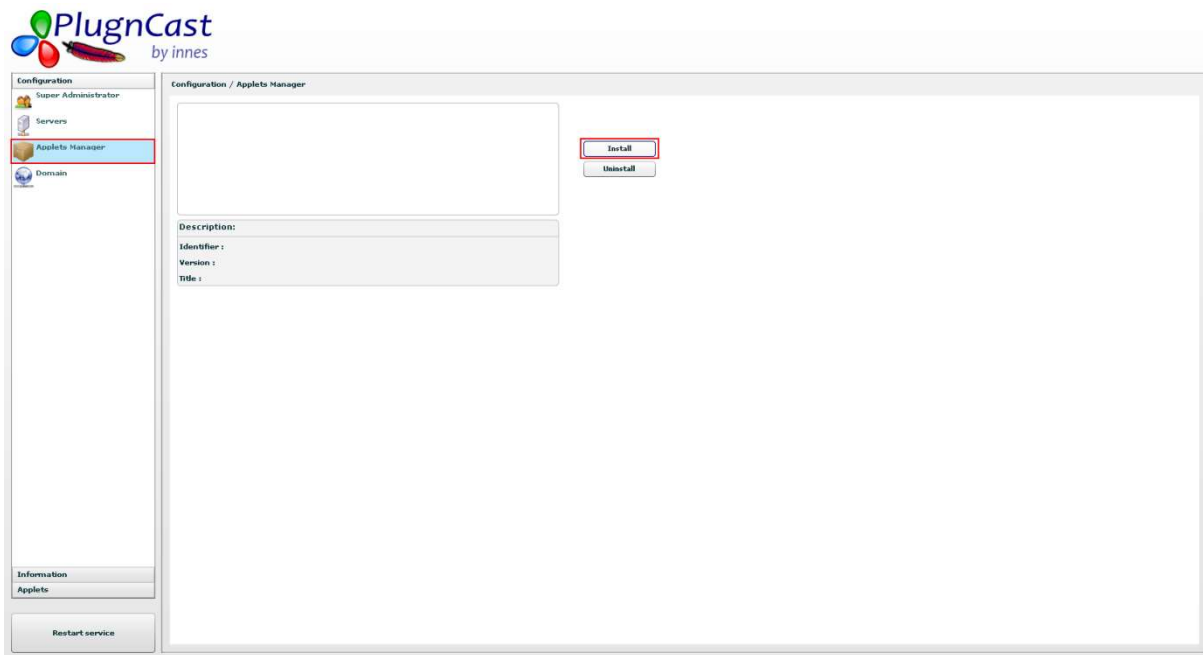 PlugnCast
by innes
Configuration
Super Administrator
Servers
Applets Manager
Domain
Information
Applets
Restart service
Configuration / Applets Manager
Install
Uninstall
Description:
Identifier :
Version :
Title :